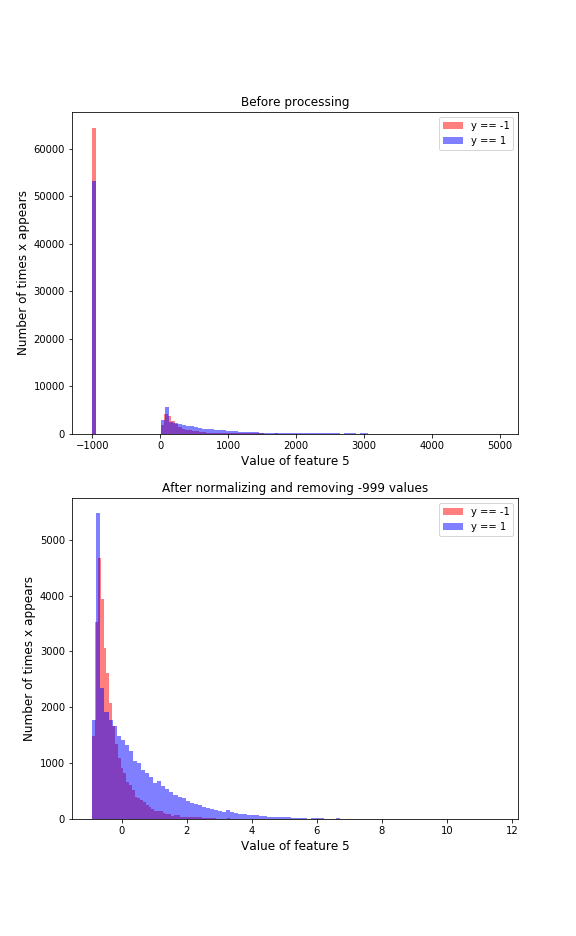 Before processing
y == -1
y == 1
60000
50000
40000
30000
20000
10000
0
Number of times x appears
−1000 0 1000 2000 3000 4000 5000
Value of feature 5
After normalizing and removing -999 values
y == -1
y == 1
5000
4000
3000
2000
1000
0
Number of times x appears
0 2 4 6 8 10 12
Value of feature 5